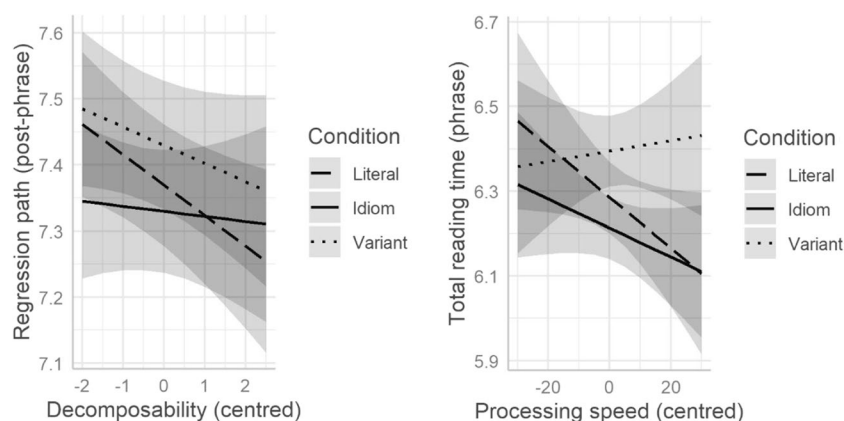 7.6
7.5
7.4
7.3
7.2
7.1
Regression path (post-phrase)
-2
-1
0
1
2
Decomposability (centred)
Condition
Literal
Idiom
Variant
6.7
6.5
6.3
6.1
5.9
Total reading time (phrase)
-20
0
20
Processing speed (centred)
Condition
Literal
Idiom
Variant